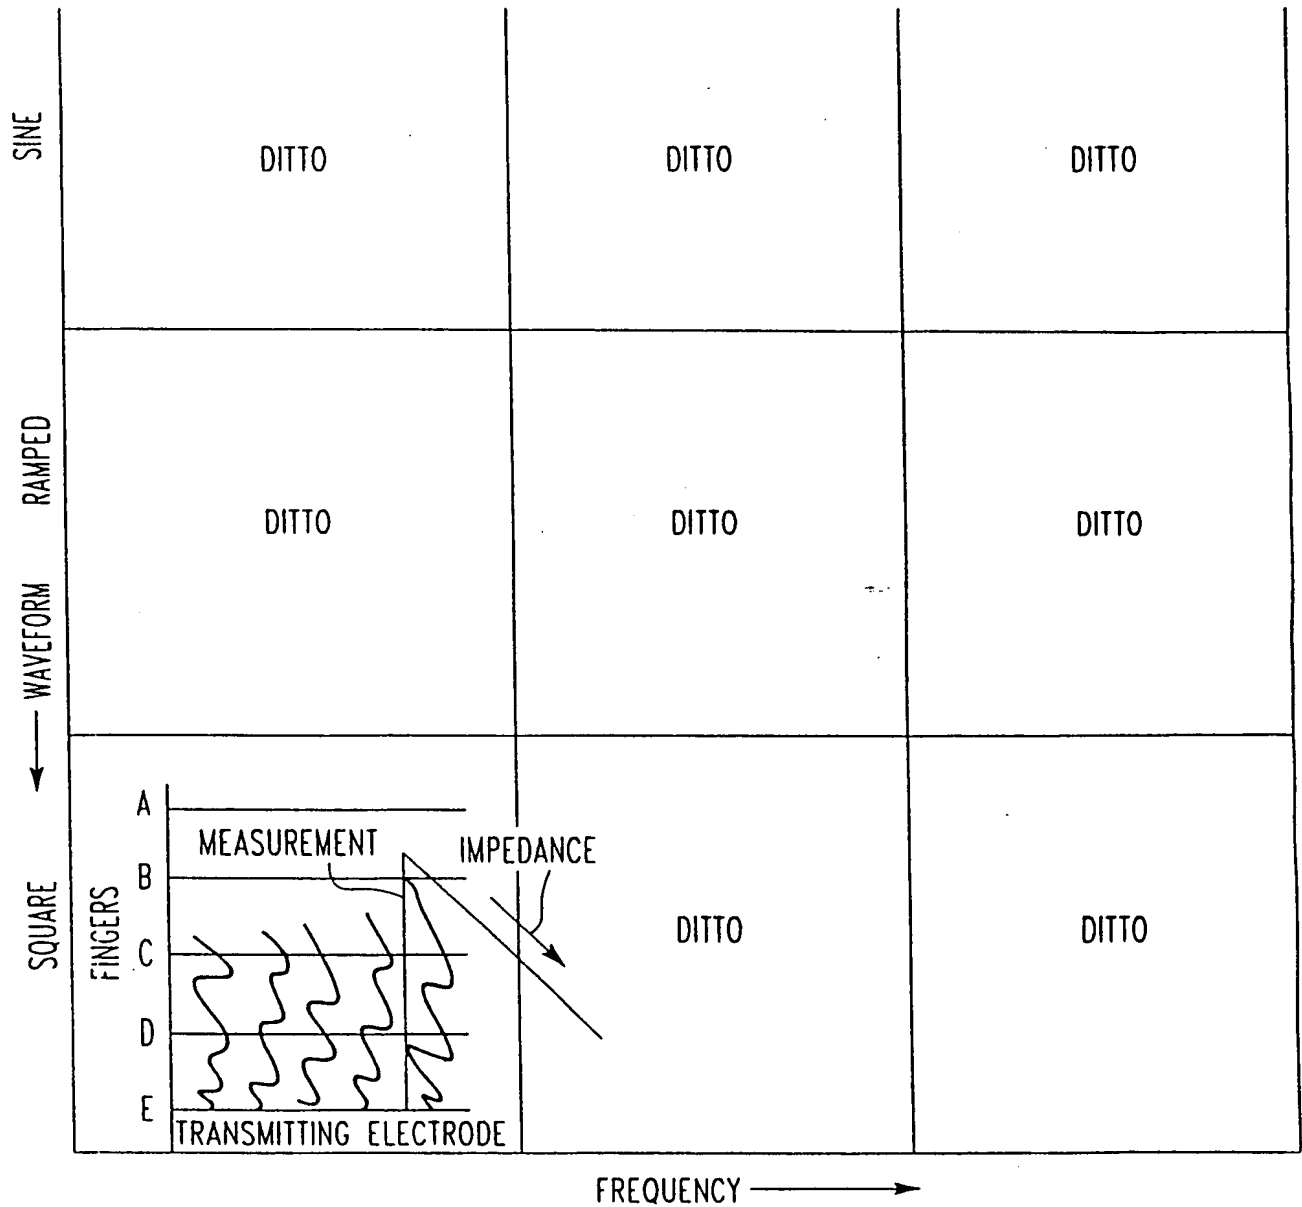 SINE
DITTO
DITTO
DITTO
RAMPED
DITTO
DITTO
DITTO
WAVEFORM
SQUARE
FINGERS
A
MEASUREMENT
IMPEDANCE
B
C
D
E
TRANSMITTING ELECTRODE
DITTO
DITTO
FREQUENCY